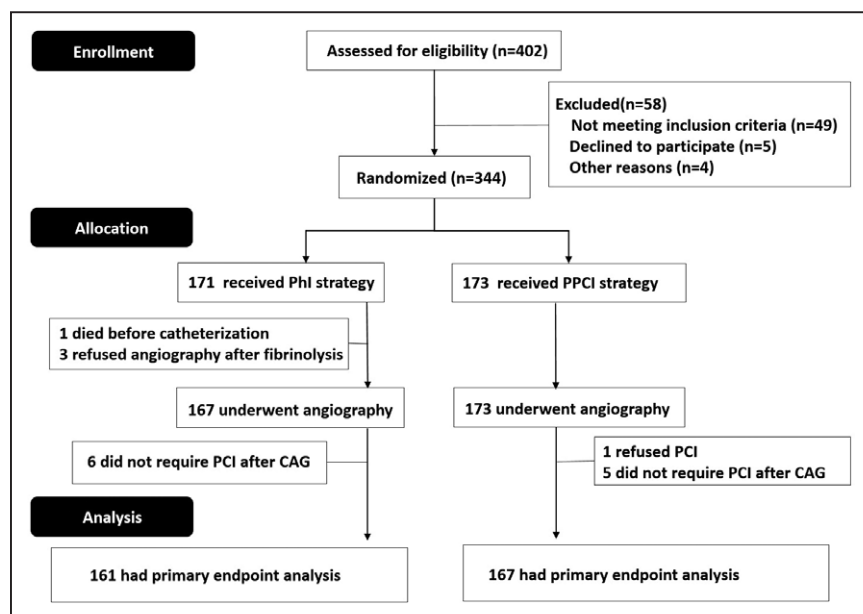 Enrollment
Assessed for eligibility (n=402)
Excluded(n=58)
Not meeting inclusion criteria (n=49)
Declined to participate (n=5)
Other reasons (n=4)
Randomized (n=344)
Allocation
171 received PhI strategy
173 received PPCI strategy
1 died before catheterization
3 refused angiography after fibrinolysis
167 underwent angiography
173 underwent angiography
6 did not require PCI after CAG
1 refused PCI
5 did not require PCI after CAG
Analysis
161 had primary endpoint analysis
167 had primary endpoint analysis